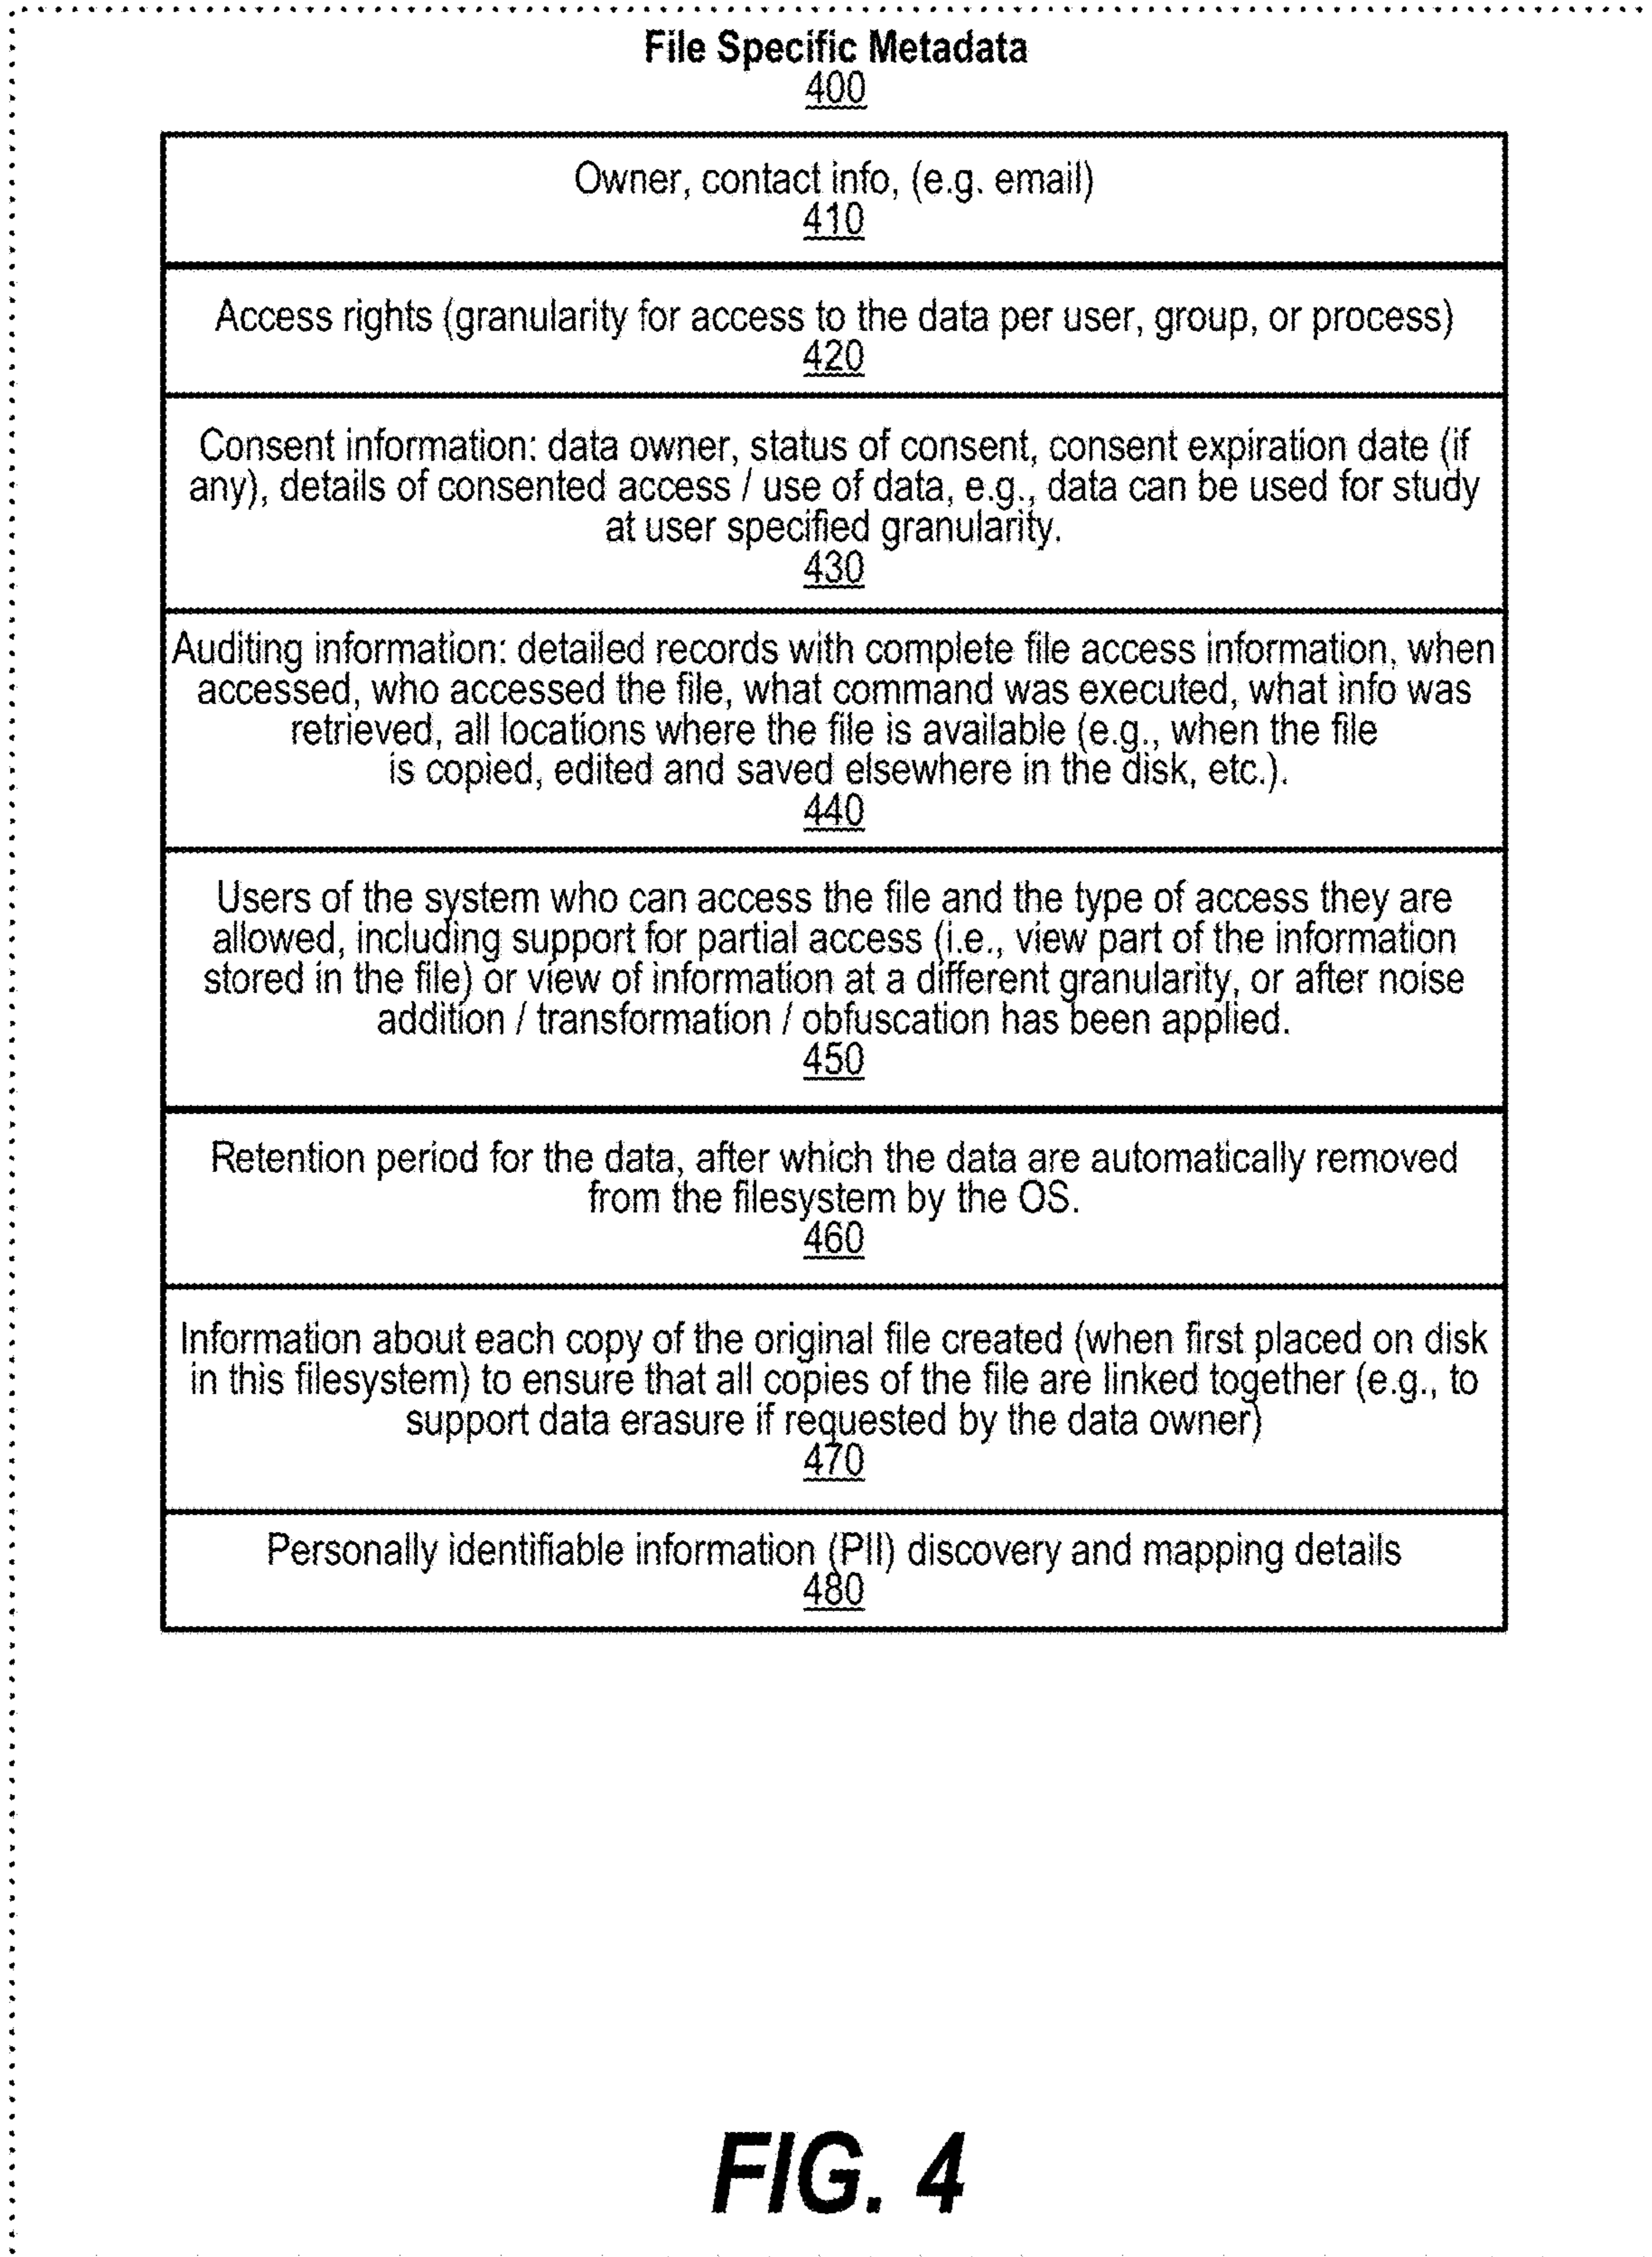 File Specific Metadata
400
Owner, contact info, (e.g. email)
410
Access rights (granularity for access to the data per user, group, or process)
420
Consent information: data owner, status of consent, consent expiration date (if
any), details of consented access / use of data, e.g., data can be used for study
at user specified granularity.
430
Auditing information: detailed records with complete file access information, when
accessed, who accessed the file, what command was executed, what info was
retrieved, all locations where the file is available (e.g., when the file
is copied, edited and saved elsewhere in the disk, etc.).
440
Users of the system who can access the file and the type of access they are
allowed, including support for partial access (i.e., view part of the information
stored in the file) or view of information at a different granularity, or after noise
addition / transformation / obfuscation has been applied.
450
Retention period for the data, after which the data are automatically removed
from the filesystem by the OS.
460
Information about each copy of the original file created (when first placed on disk
in this filesystem) to ensure that all copies of the file are linked together (e.g., to
support data erasure if requested by the data owner)
470
Personally identifiable information (PII) discovery and mapping details
480
FIG. 4